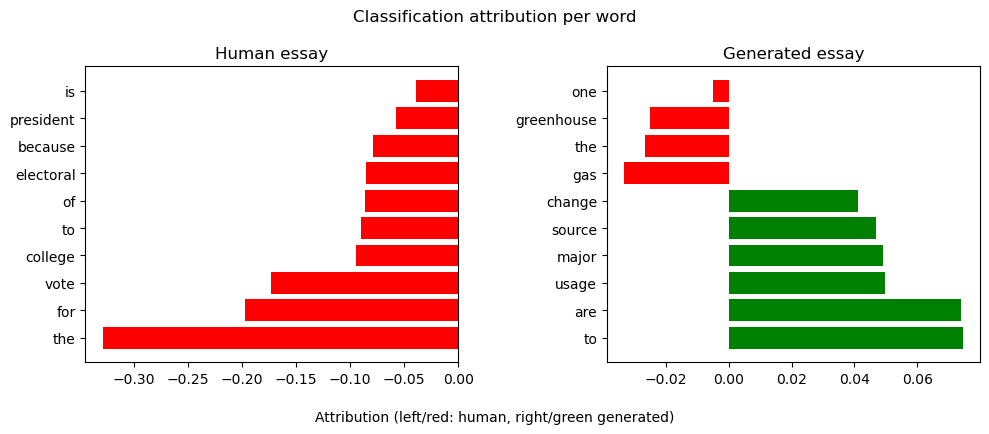 Classification attribution per word
Human essay
is
president
because
electoral
of
to
college
vote
for
the
−0.30 −0.25 −0.20 −0.15 −0.10 −0.05 0.00
Generated essay
one
greenhouse
the
gas
change
source
major
usage
are
to
−0.02 0.00 0.02 0.04 0.06
Attribution (left/red: human, right/green generated)